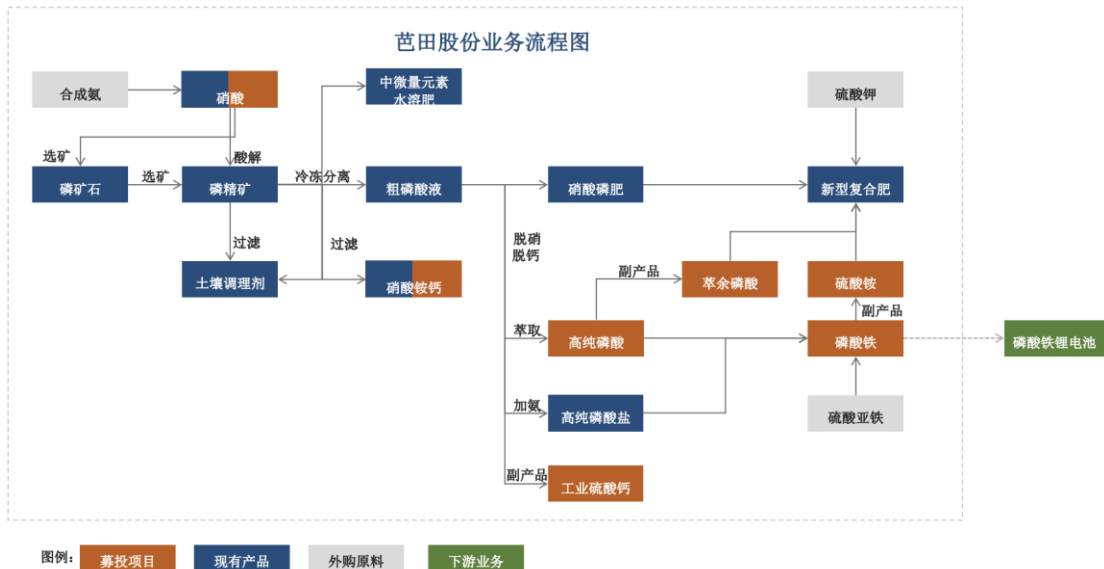 芭田股份业务流程图
合成氨
硝酸
中微量元素
水溶肥
硫酸钾
选矿
酸解
磷矿石
选矿
磷精矿
冷冻分离
粗磷酸液
硝酸磷肥
新型复合肥
过滤
过滤
脱硝
脱钙
土壤调理剂
硝酸铵钙
副产品
萃余磷酸
硫酸铵
副产品
萃取
高纯磷酸
磷酸铁
磷酸铁锂电池
加氨
高纯磷酸盐
硫酸亚铁
副产品
工业硫酸钙
图例：
募投项目
现有产品
外购原料
下游业务